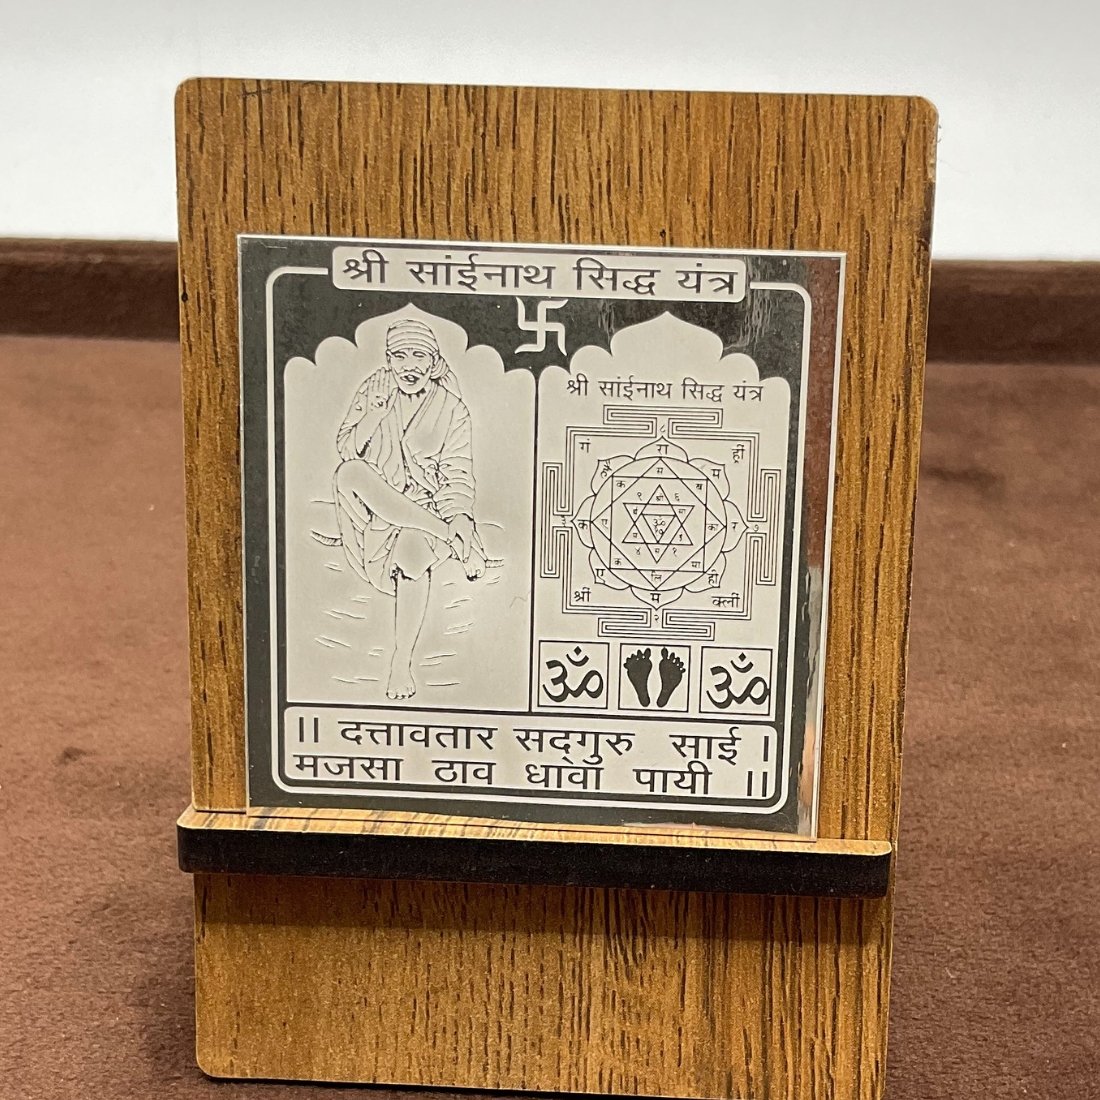 श्री सांईनाथ सिद्ध यंत्र
श्री सांईनाथ सिद्ध यंत्र
गं
ह्रीं
रा
म
श्रीं
क्लीं
म
ॐ ॐ
।। दत्तावतार सद्गुरु साई ।
मजसा ठाव धावा पायी ।।